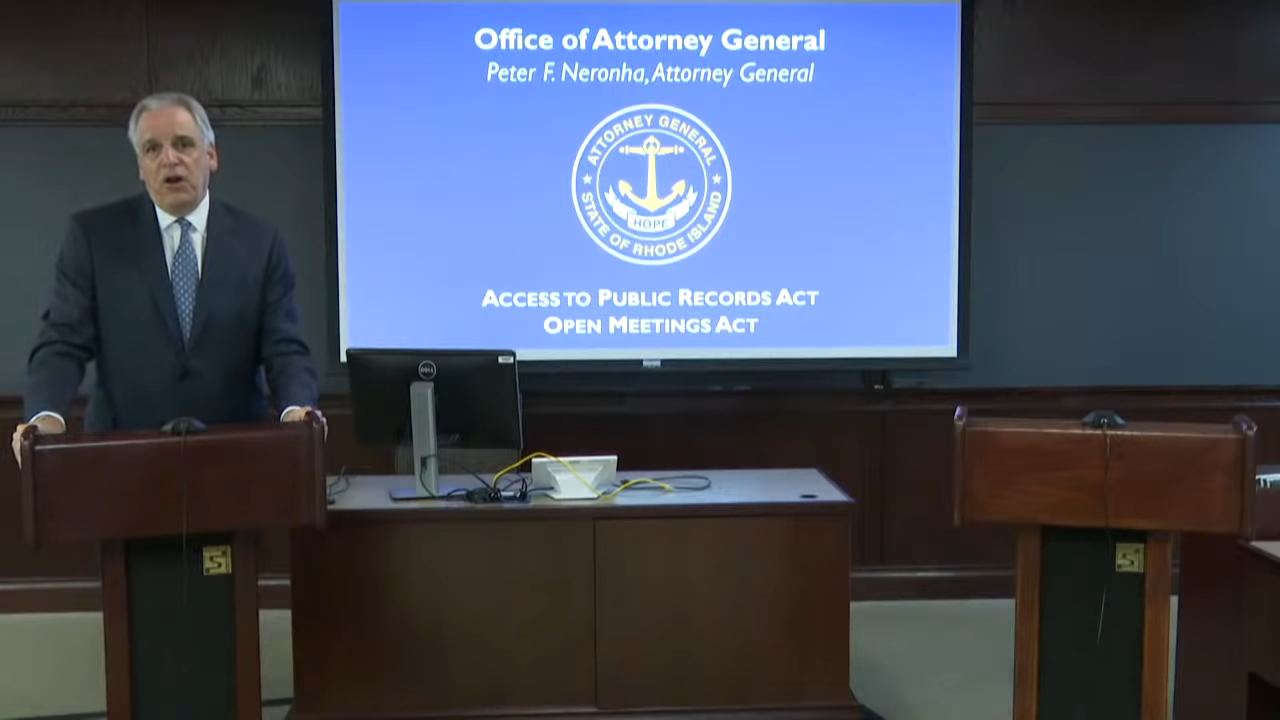 Office of Attorney General
Peter F. Neronha, Attorney General
ATTORNEY GENERAL
HOPE
STATE OF RHODE ISLAND
ACCESS TO PUBLIC RECORDS ACT
OPEN MEETINGS ACT
DELL